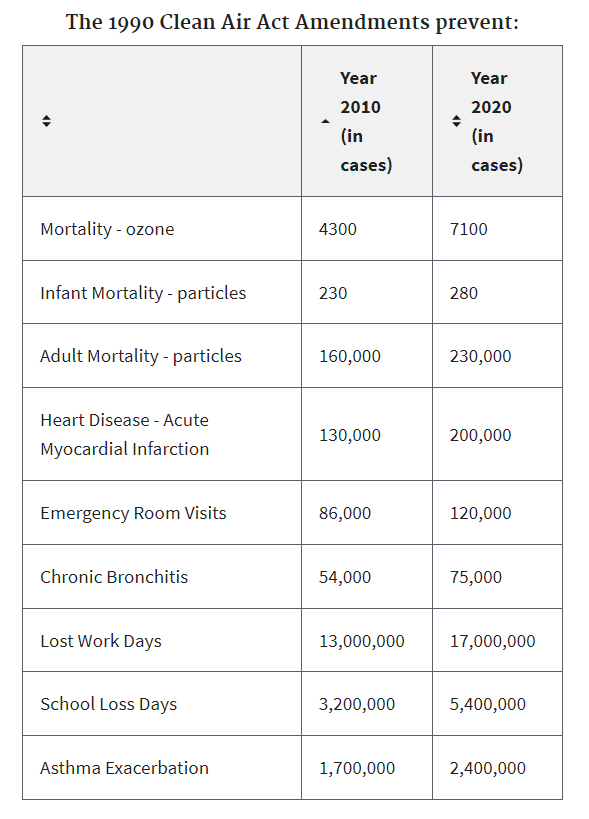 The 1990 Clean Air Act Amendments prevent:
Year
2010
(in
cases)
Year
2020
(in
cases)
Mortality - ozone 4300 7100
Infant Mortality - particles 230 280
Adult Mortality - particles 160,000 230,000
Heart Disease - Acute
Myocardial Infarction 130,000 200,000
Emergency Room Visits 86,000 120,000
Chronic Bronchitis 54,000 75,000
Lost Work Days 13,000,000 17,000,000
School Loss Days 3,200,000 5,400,000
Asthma Exacerbation 1,700,000 2,400,000